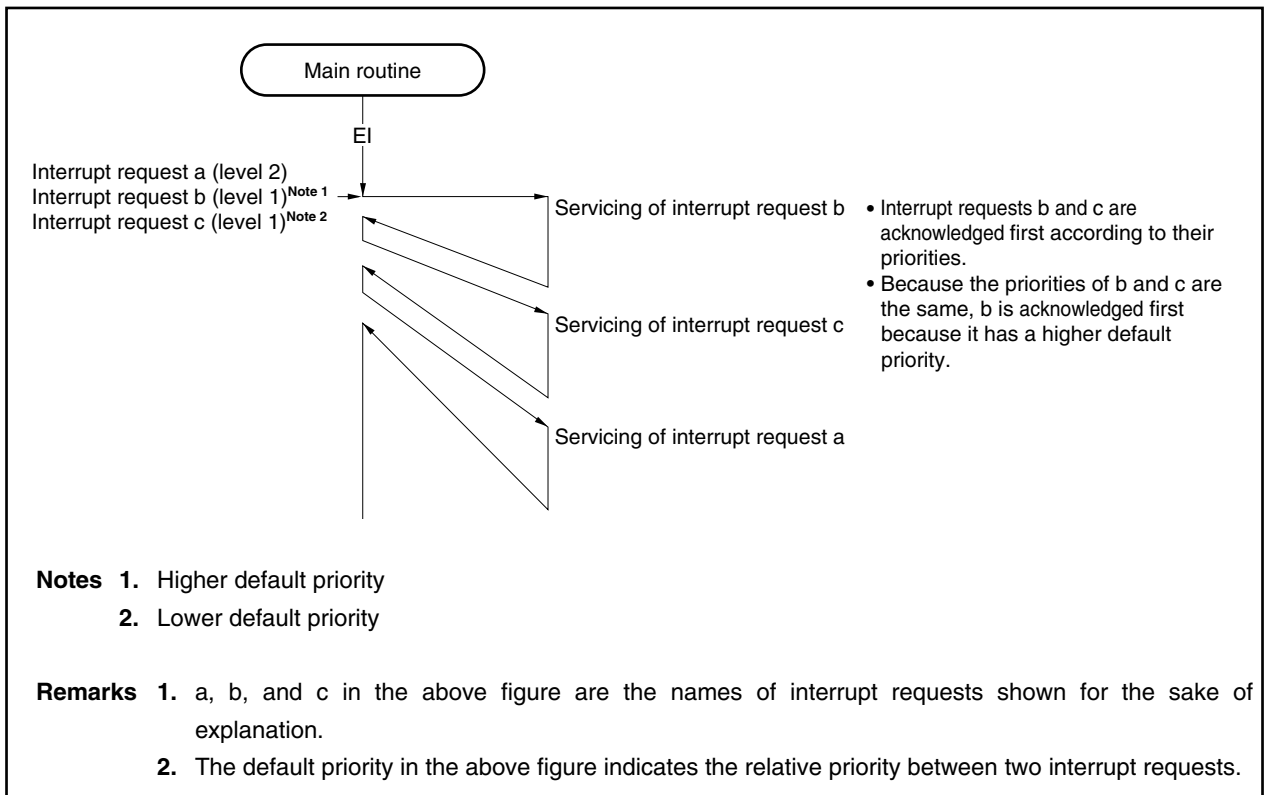 Main routine
EI
Interrupt request a (level 2)
Interrupt request b (level 1)Note 1
Interrupt request c (level 1)Note 2
Servicing of interrupt request b
• Interrupt requests b and c are
acknowledged first according to their
priorities.
• Because the priorities of b and c are
the same, b is acknowledged first
because it has a higher default
priority.
Servicing of interrupt request c
Servicing of interrupt request a
Notes 1. Higher default priority
2. Lower default priority
Remarks 1. a, b, and c in the above figure are the names of interrupt requests shown for the sake of
explanation.
2. The default priority in the above figure indicates the relative priority between two interrupt requests.